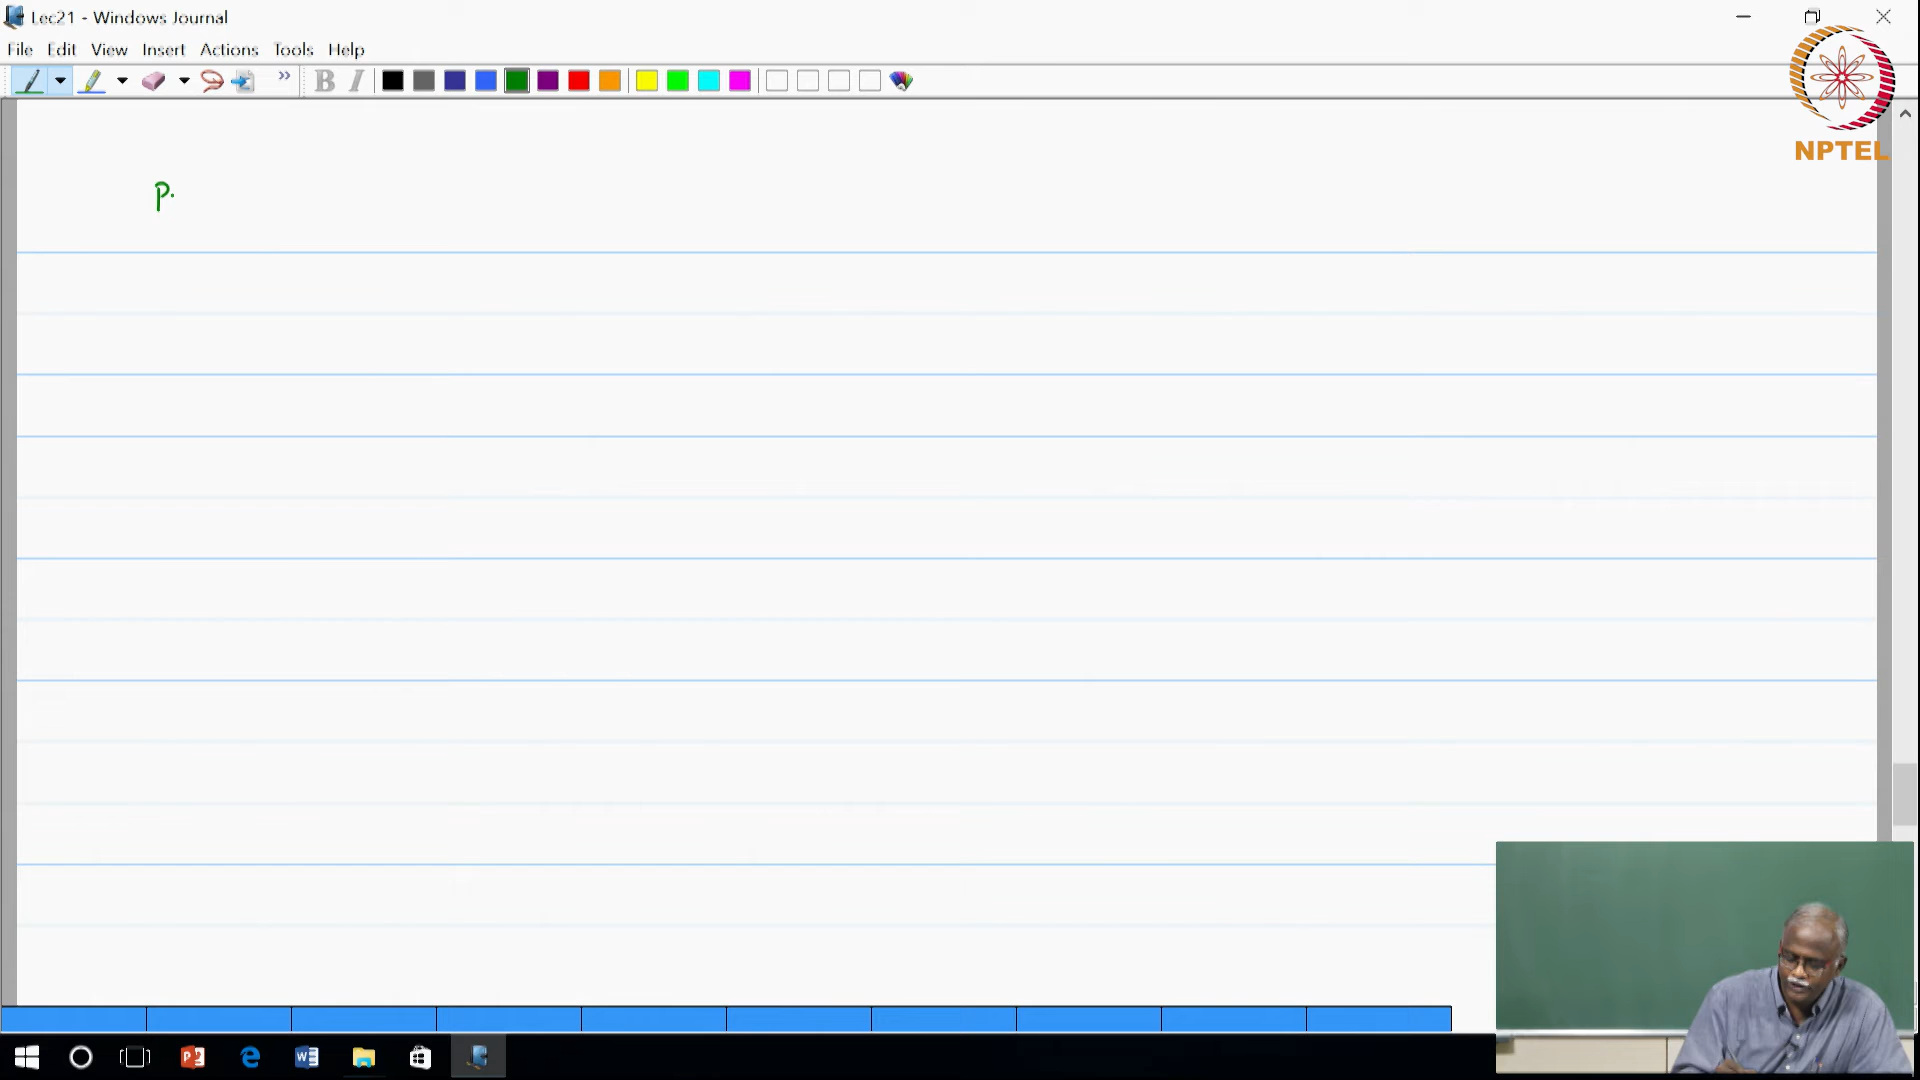 Lec21 - Windows Journal
File Edit View Insert Actions Tools Help
B I
NPTEL
P.